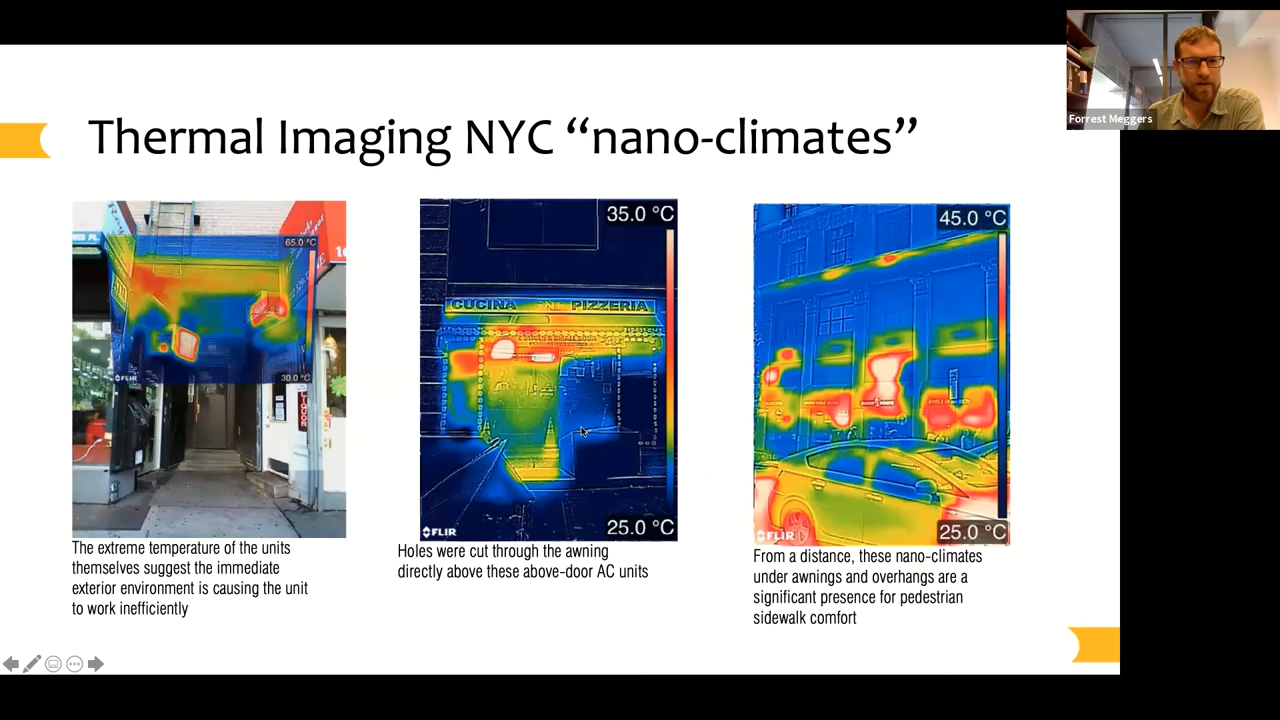 Forrest Meggers
Thermal Imaging NYC “nano-climates”
65.0 °C
30.0 °C
FLIR
LIQUOR
The extreme temperature of the units
themselves suggest the immediate
exterior environment is causing the unit
to work inefficiently
35.0 °C
CUCINA
PIZZERIA
FLIR
25.0 °C
Holes were cut through the awning
directly above these above-door AC units
45.0 °C
FLIR
25.0 °C
From a distance, these nano-climates
under awnings and overhangs are a
significant presence for pedestrian
sidewalk comfort